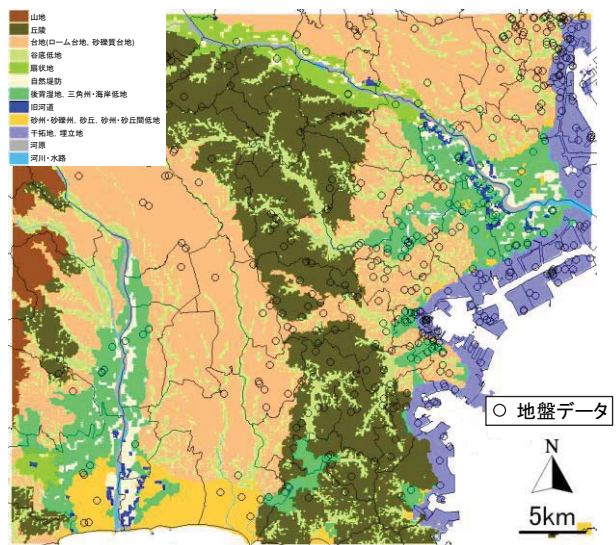 山地
丘陵
台地(ローム台地, 砂礫質台地)
谷底低地
扇状地
自然堤防
後背湿地, 三角州・海岸低地
旧河道
砂州・砂礫州, 砂丘, 砂州・砂丘間低地
干拓地, 埋立地
河原
河川・水路
○ 地盤データ
N
5km